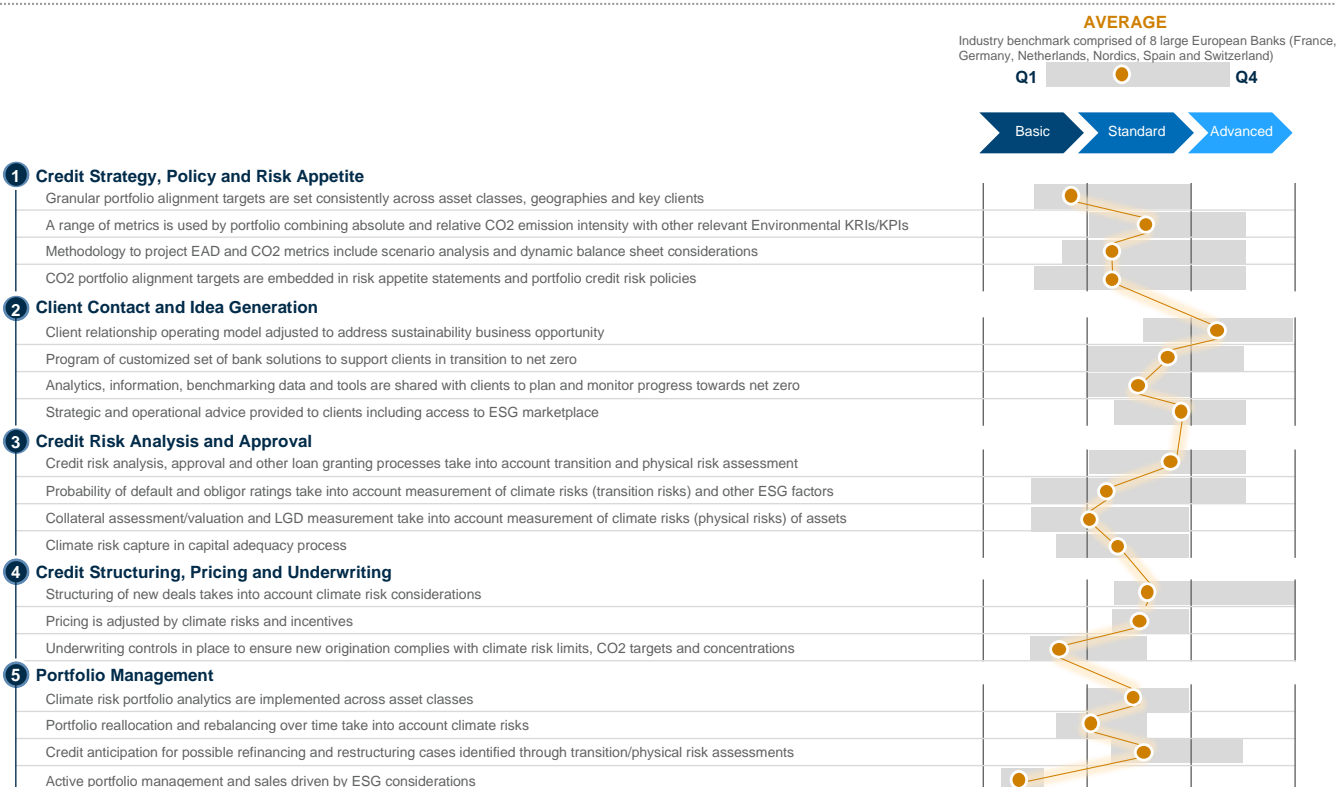 AVERAGE
Industry benchmark comprised of 8 large European Banks (France,
Germany, Netherlands, Nordics, Spain and Switzerland)
Q1
Q4
Basic
Standard
Advanced
1 Credit Strategy, Policy and Risk Appetite
Granular portfolio alignment targets are set consistently across asset classes, geographies and key clients
A range of metrics is used by portfolio combining absolute and relative CO2 emission intensity with other relevant Environmental KRIs/KPIs
Methodology to project EAD and CO2 metrics include scenario analysis and dynamic balance sheet considerations
CO2 portfolio alignment targets are embedded in risk appetite statements and portfolio credit risk policies
2 Client Contact and Idea Generation
Client relationship operating model adjusted to address sustainability business opportunity
Program of customized set of bank solutions to support clients in transition to net zero
Analytics, information, benchmarking data and tools are shared with clients to plan and monitor progress towards net zero
Strategic and operational advice provided to clients including access to ESG marketplace
3 Credit Risk Analysis and Approval
Credit risk analysis, approval and other loan granting processes take into account transition and physical risk assessment
Probability of default and obligor ratings take into account measurement of climate risks (transition risks) and other ESG factors
Collateral assessment/valuation and LGD measurement take into account measurement of climate risks (physical risks) of assets
Climate risk capture in capital adequacy process
4 Credit Structuring, Pricing and Underwriting
Structuring of new deals takes into account climate risk considerations
Pricing is adjusted by climate risks and incentives
Underwriting controls in place to ensure new origination complies with climate risk limits, CO2 targets and concentrations
5 Portfolio Management
Climate risk portfolio analytics are implemented across asset classes
Portfolio reallocation and rebalancing over time take into account climate risks
Credit anticipation for possible refinancing and restructuring cases identified through transition/physical risk assessments
Active portfolio management and sales driven by ESG considerations